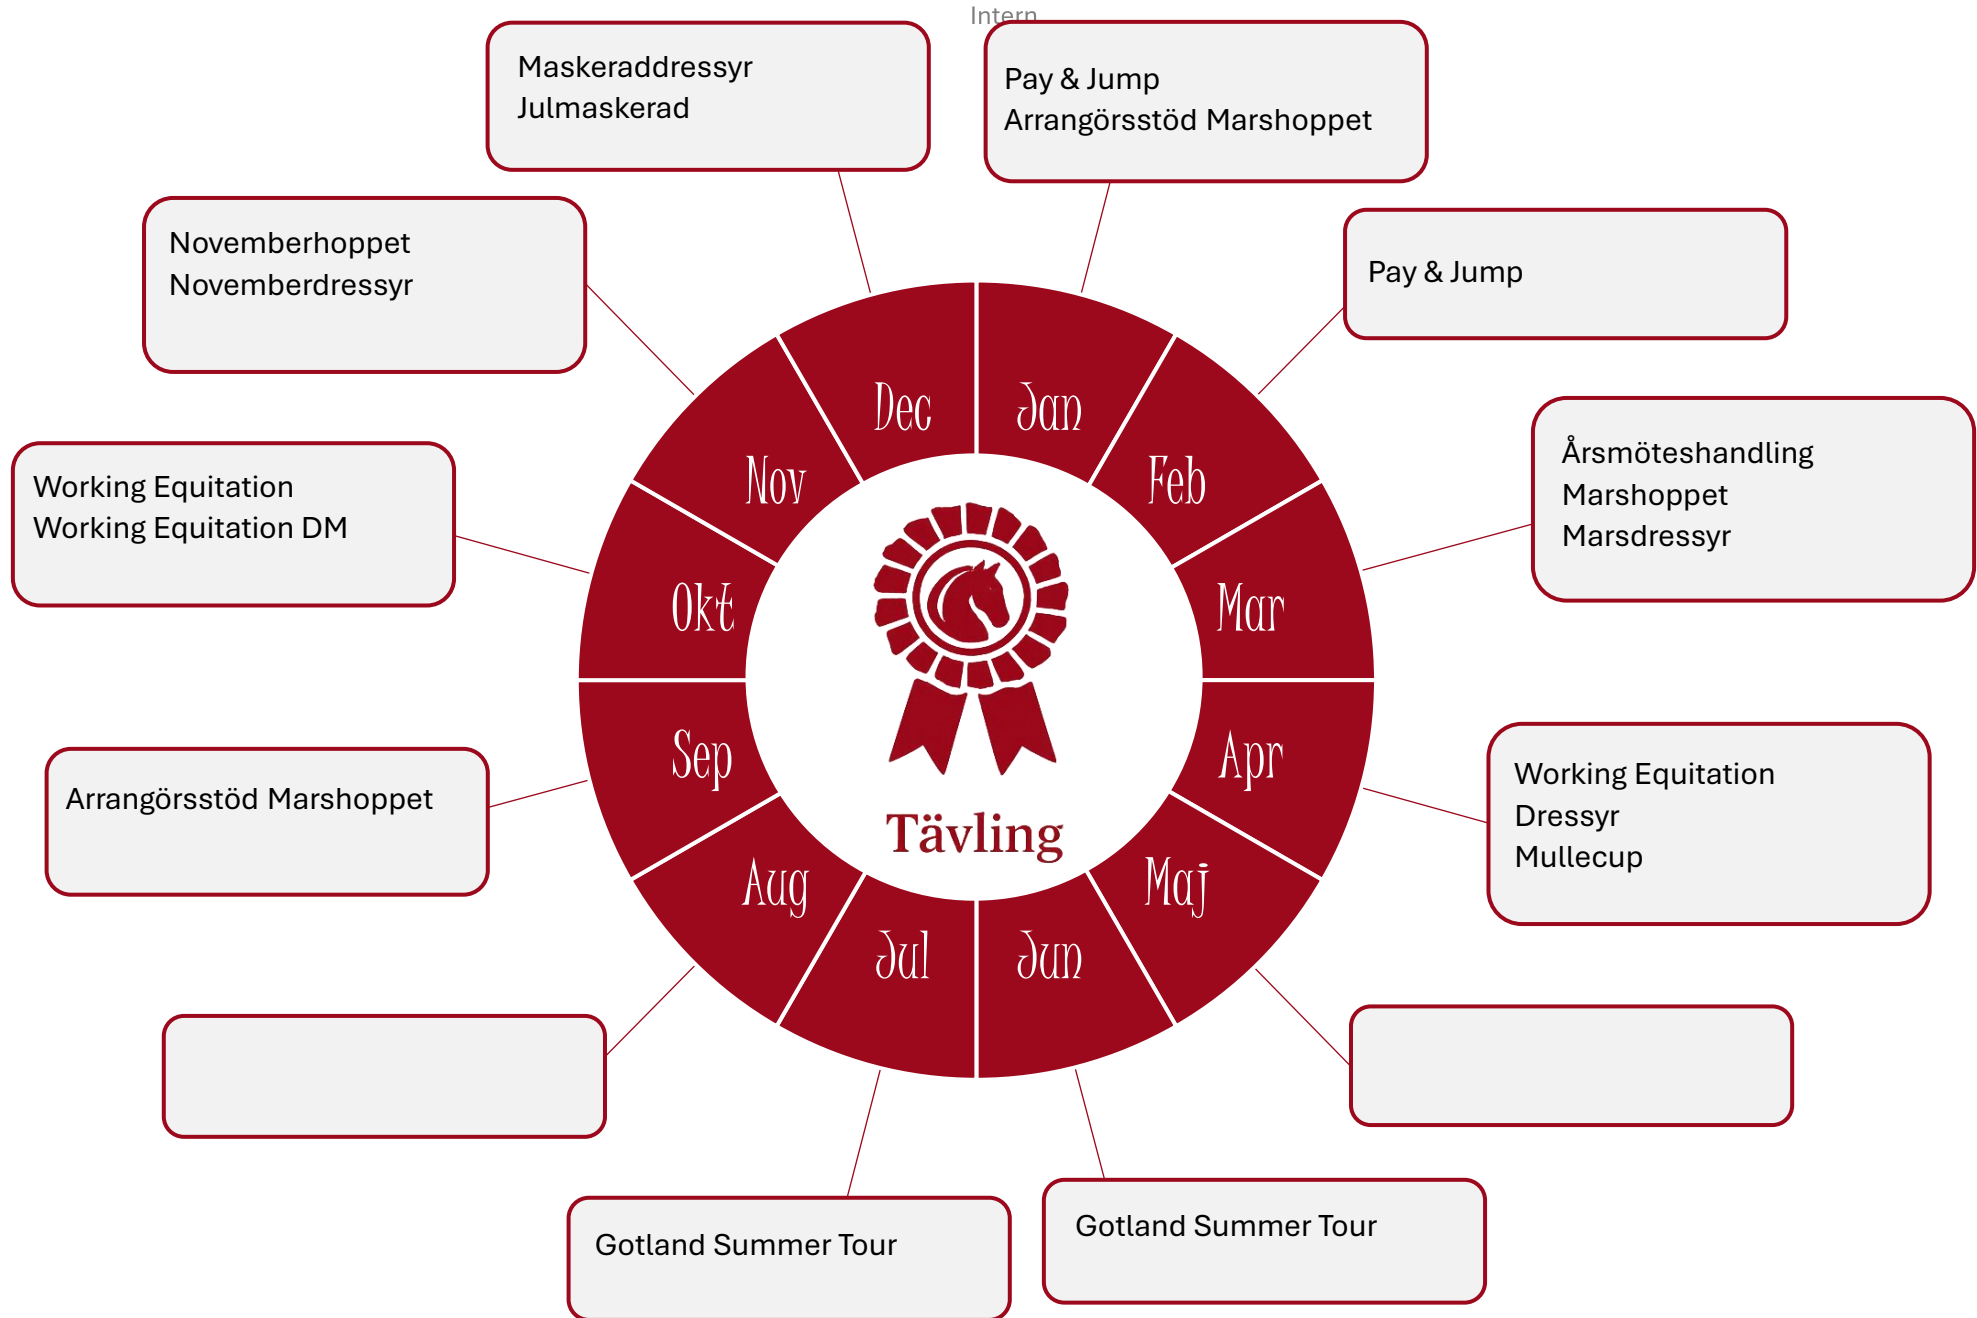 Intern
Maskeraddressyr
Julmaskerad
Pay & Jump
Arrangörsstöd Marshoppet
Novemberhoppet
Novemberdressyr
Pay & Jump
Working Equitation
Working Equitation DM
Årsmöteshandling
Marshoppet
Marsdressyr
Arrangörsstöd Marshoppet
Working Equitation
Dressyr
Mullecup
Gotland Summer Tour
Gotland Summer Tour
Jan
Feb
Mar
Apr
Maj
Jun
Jul
Aug
Sep
Okt
Nov
Dec
Tävling